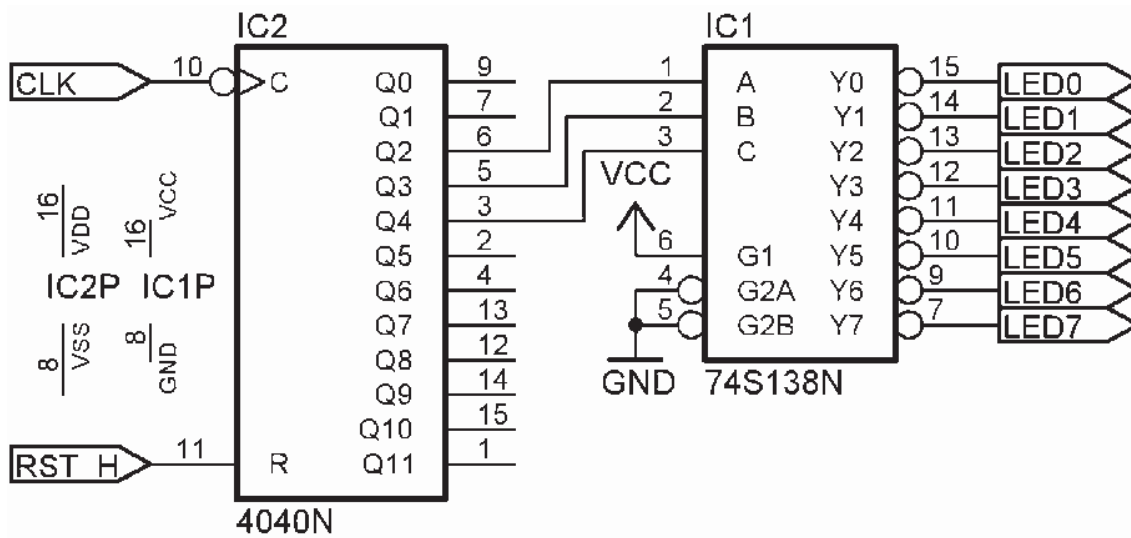 IC2
IC1
CLK
10
C
Q0
9
Q1
7
Q2
6
Q3
5
Q4
3
Q5
2
Q6
4
Q7
13
Q8
12
Q9
14
Q10
15
Q11
1
RST_H
11
R
4040N
16
VDD
16
VCC
IC2P
IC1P
8
VSS
8
GND
1
A
2
B
3
C
VCC
6
G1
4
G2A
5
G2B
GND
74S138N
Y0
15
LED0
Y1
14
LED1
Y2
13
LED2
Y3
12
LED3
Y4
11
LED4
Y5
10
LED5
Y6
9
LED6
Y7
7
LED7